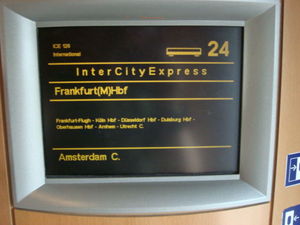 ICE 126
International
24
InterCityExpress
Frankfurt(M)Hbf
Frankfurt-Flugh - Köln Hbf - Düsseldorf Hbf - Duisburg Hbf -
Oberhausen Hbf - Arnhem - Utrecht C.
Amsterdam C.